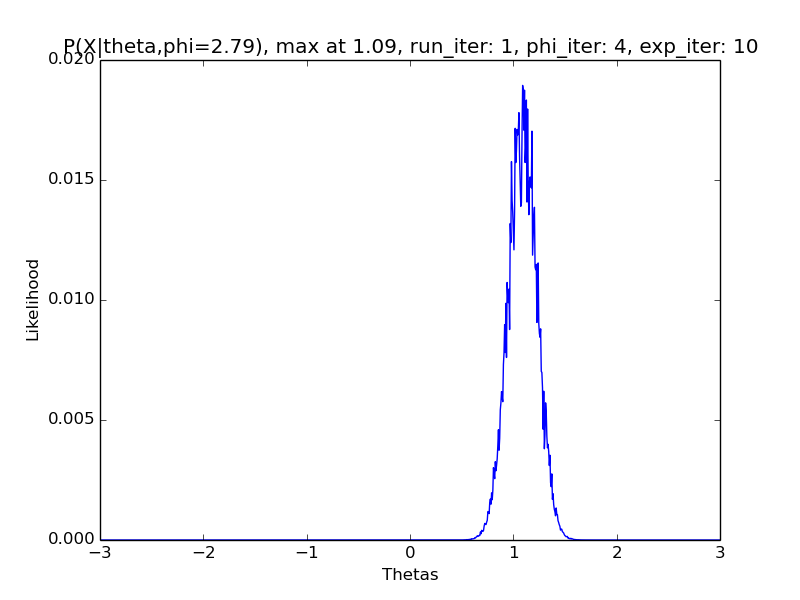 P(X|theta,phi=2.79), max at 1.09, run_iter: 1, phi_iter: 4, exp_iter: 10
0.020
0.015
0.010
0.005
0.000
Likelihood
−3 −2 −1 0 1 2 3
Thetas